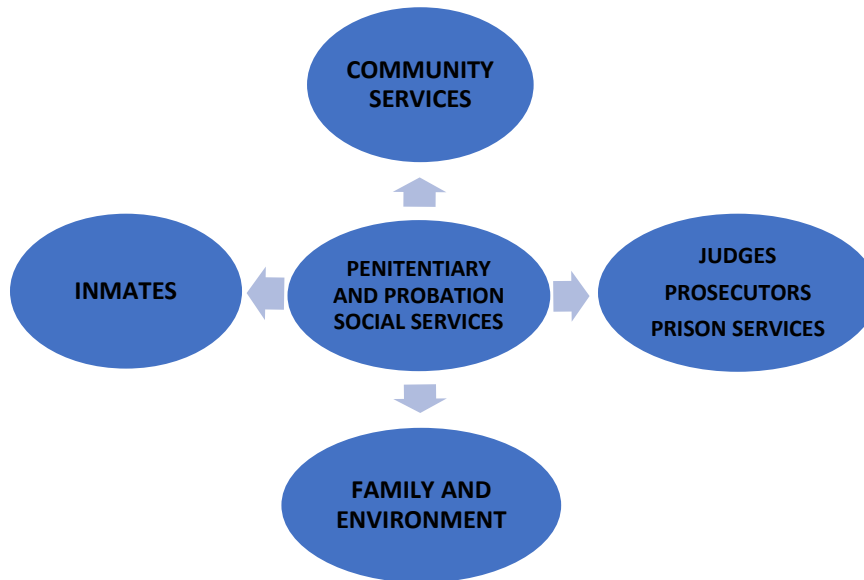 COMMUNITY
SERVICES
INMATES
PENITENTIARY
AND PROBATION
SOCIAL SERVICES
JUDGES
PROSECUTORS
PRISON SERVICES
FAMILY AND
ENVIRONMENT